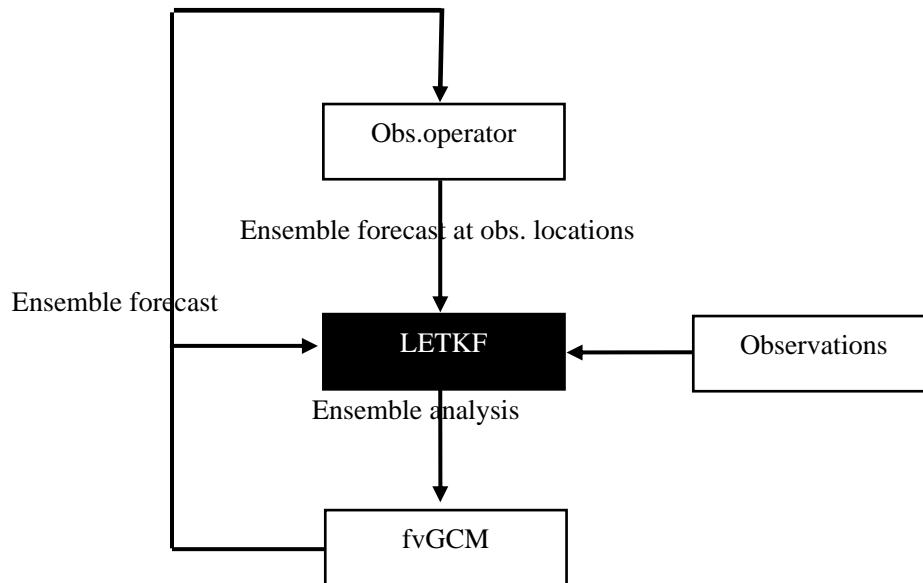 Obs.operator
Ensemble forecast at obs. locations
Ensemble forecast
LETKF
Observations
Ensemble analysis
fvGCM